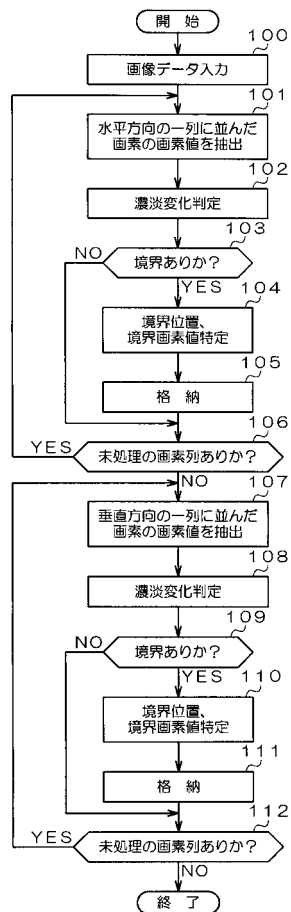 開 始
100
画像データ入力
101
水平方向の一列に並んだ
画素の画素値を抽出
102
濃淡変化判定
103
NO
境界ありか?
YES
104
境界位置、
境界画素値特定
105
格 納
106
YES
未処理の画素列ありか?
NO
107
垂直方向の一列に並んだ
画素の画素値を抽出
108
濃淡変化判定
109
NO
境界ありか?
YES
110
境界位置、
境界画素値特定
111
格 納
112
YES
未処理の画素列ありか?
NO
終 了